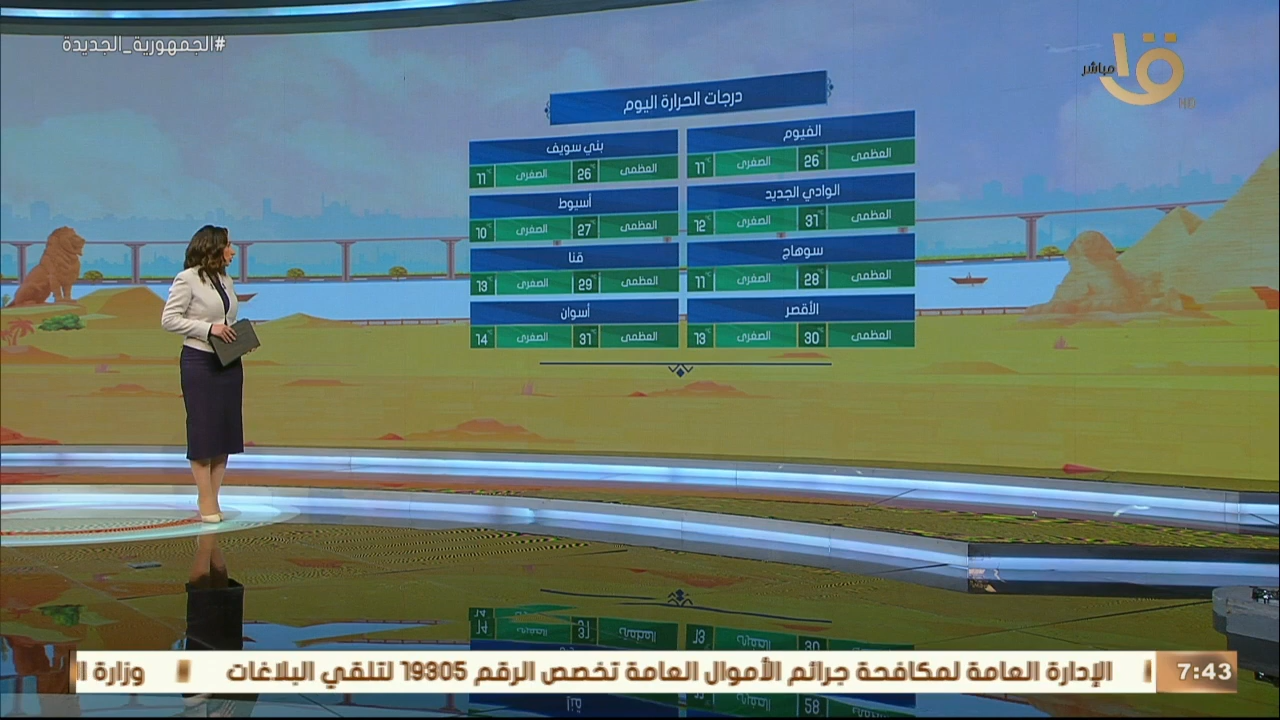 #الجمهورية_الجديدة
مباشر
HD
درجات الحرارة اليوم
الفيوم
العظمى 26 الصغرى 11
بني سويف
العظمى 26 الصغرى 11
الوادي الجديد
العظمى 31 الصغرى 12
أسيوط
العظمى 27 الصغرى 10
سوهاج
العظمى 28 الصغرى 11
قنا
العظمى 29 الصغرى 13
الأقصر
العظمى 30 الصغرى 13
أسوان
العظمى 31 الصغرى 14
7:43
الإدارة العامة لمكافحة جرائم الأموال العامة تخصص الرقم 19305 لتلقي البلاغات
وزارة